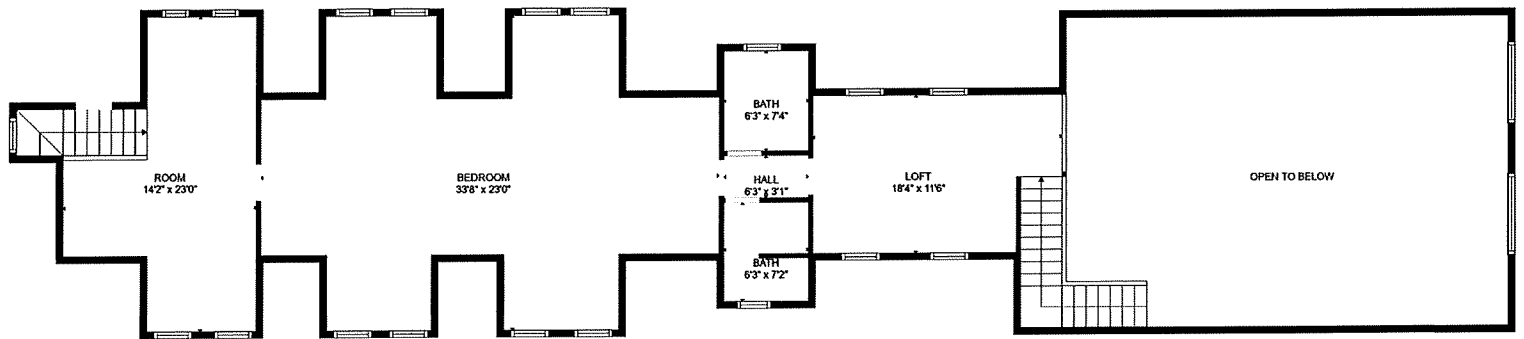 ROOM
14'2" x 23'0"
BEDROOM
33'8" x 23'0"
BATH
6'3" x 7'4"
HALL
6'3" x 3'1"
BATH
6'3" x 7'2"
LOFT
18'4" x 11'6"
OPEN TO BELOW